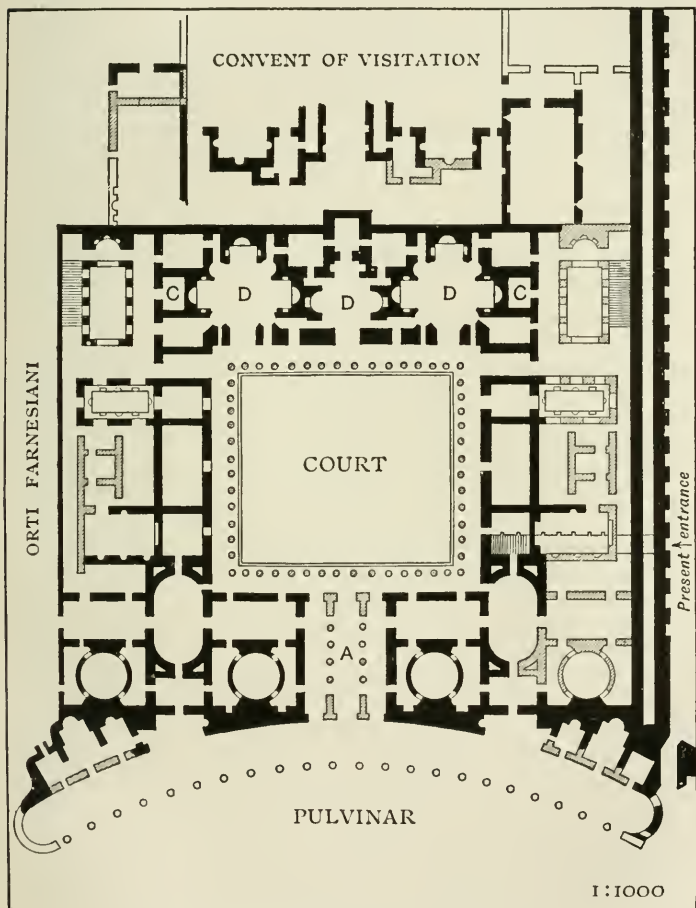 CONVENT OF VISITATION
C
D
D
D
C
ORTI FARNESIANI
COURT
Present entrance
A
PULVINAR
1:1000